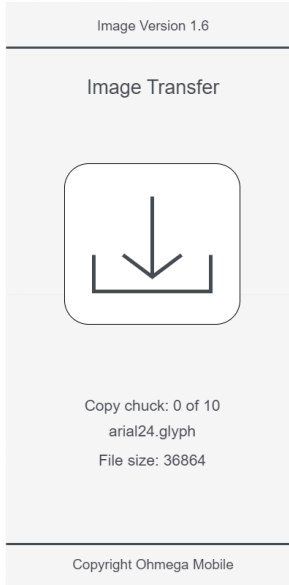 Image Version 1.6
Image Transfer
Copy chuck: 0 of 10
arial24.glyph
File size: 36864
Copyright Ohmega Mobile